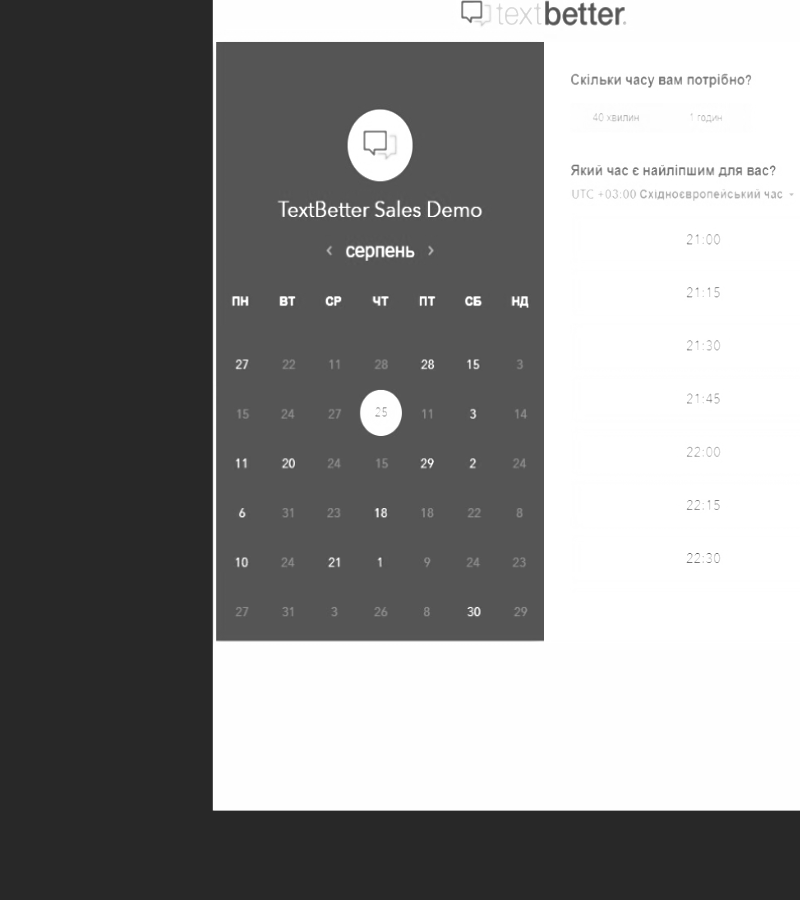 textbetter.
TextBetter Sales Demo
‹ серпень ›
ПН ВТ СР ЧТ ПТ СБ НД
27 22 11 28 28 15 3
15 24 27 25 11 3 14
11 20 24 15 29 2 24
6 31 23 18 18 22 8
10 24 21 1 9 24 23
27 31 3 26 8 30 29
Скільки часу вам потрібно?
40 хвилин 1 годин
Який час є найліпшим для вас?
UTC +03:00 Східноєвропейський час
21:00
21:15
21:30
21:45
22:00
22:15
22:30